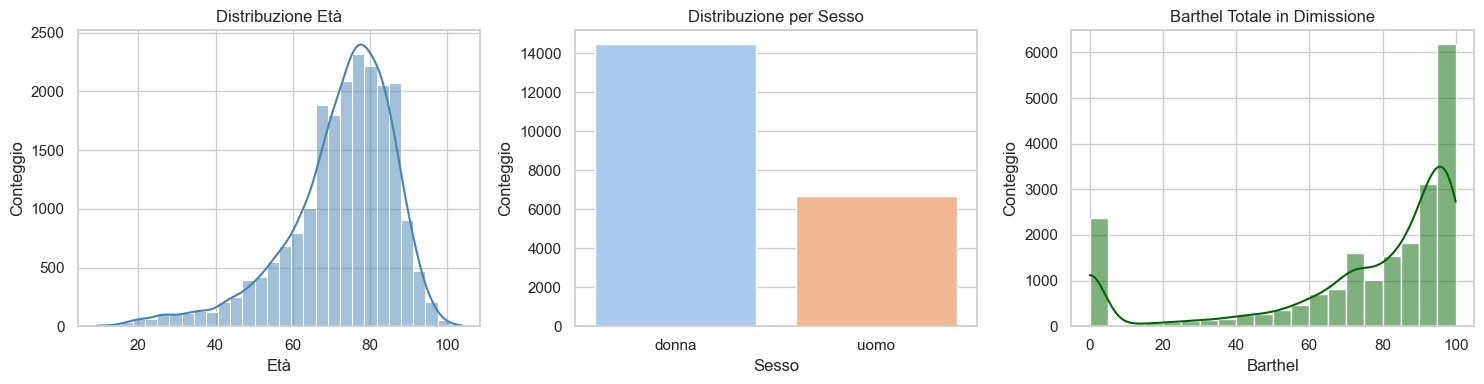 Distribuzione Età
Conteggio
2500
2000
1500
1000
500
0
20 40 60 80 100
Età
Distribuzione per Sesso
Conteggio
14000
12000
10000
8000
6000
4000
2000
0
donna uomo
Sesso
Barthel Totale in Dimissione
Conteggio
6000
5000
4000
3000
2000
1000
0
0 20 40 60 80 100
Barthel